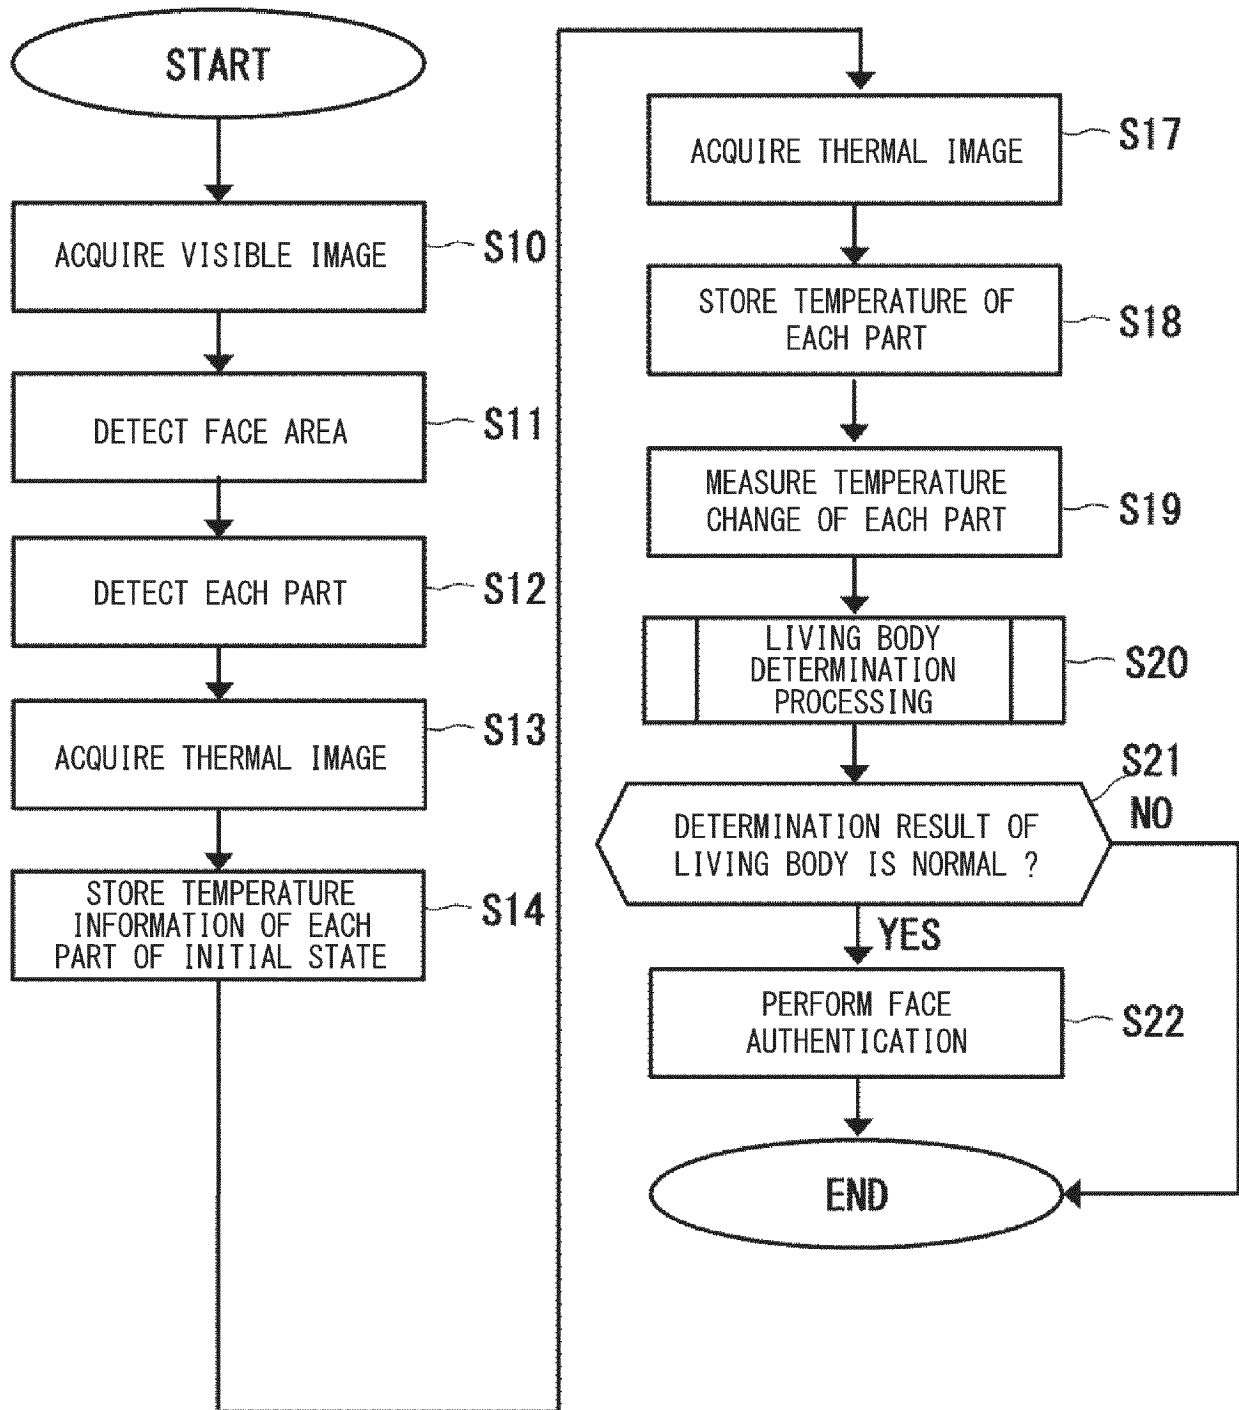 START
ACQUIRE VISIBLE IMAGE
S10
DETECT FACE AREA
S11
DETECT EACH PART
S12
ACQUIRE THERMAL IMAGE
S13
STORE TEMPERATURE
INFORMATION OF EACH
PART OF INITIAL STATE
S14
ACQUIRE THERMAL IMAGE
S17
STORE TEMPERATURE OF
EACH PART
S18
MEASURE TEMPERATURE
CHANGE OF EACH PART
S19
LIVING BODY
DETERMINATION
PROCESSING
S20
S21
DETERMINATION RESULT OF
LIVING BODY IS NORMAL ?
NO
YES
PERFORM FACE
AUTHENTICATION
S22
END